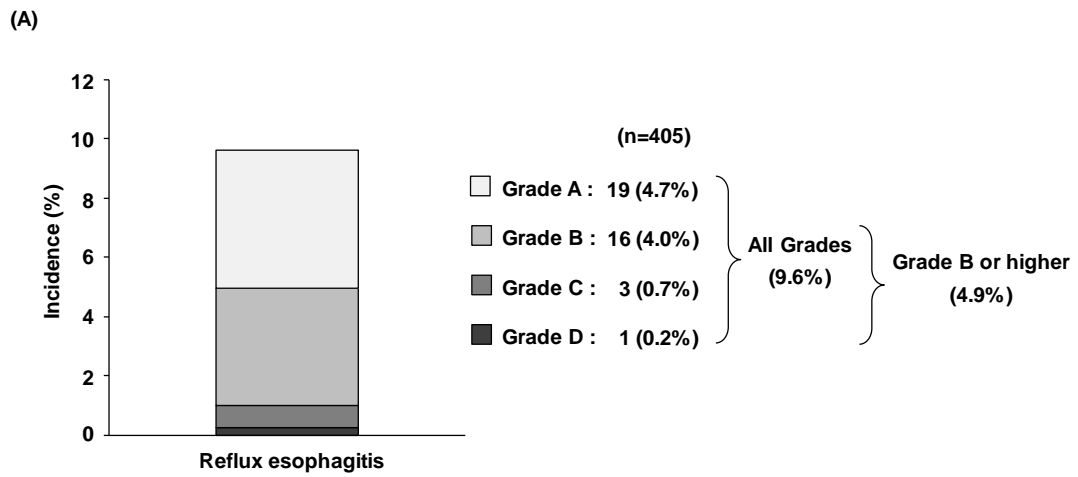 (A)
12
10
8
6
4
2
0
Incidence (%)
Reflux esophagitis
(n=405)
Grade A : 19 (4.7%)
Grade B : 16 (4.0%)
Grade C : 3 (0.7%)
Grade D : 1 (0.2%)
All Grades
(9.6%)
Grade B or higher
(4.9%)